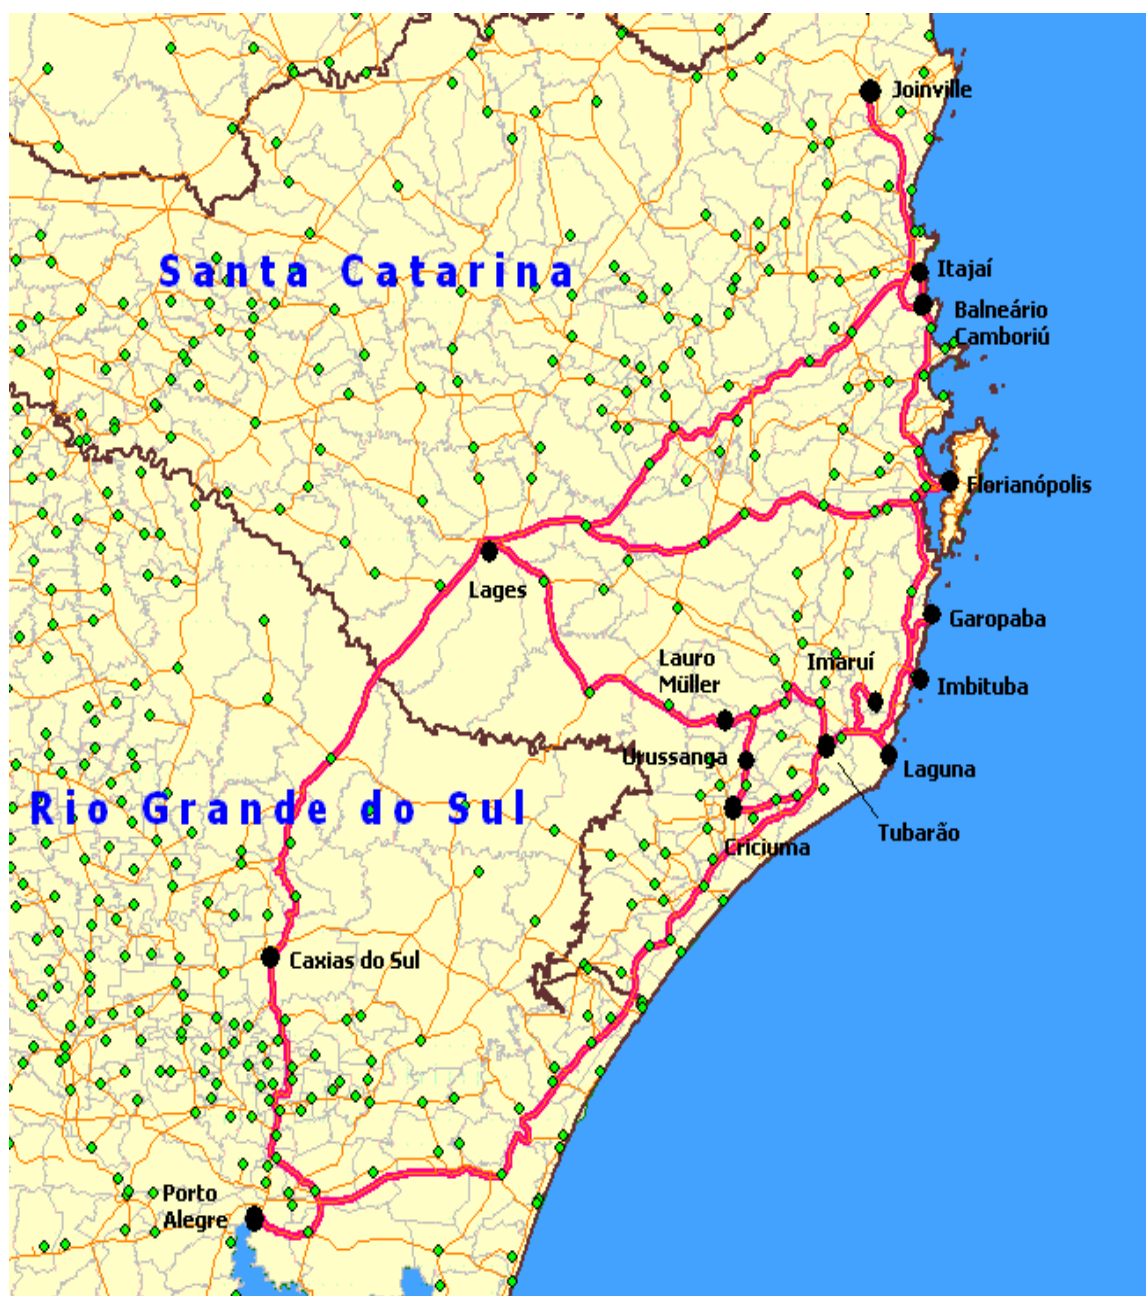 Joinville
Santa Catarina
Itajaí
Balneário
Camboriú
Florianópolis
Lages
Garopaba
Lauro
Müller
Imaruí
Imbituba
Urussanga
Laguna
Rio Grande do Sul
Tubarão
Criciuma
Caxias do Sul
Porto
Alegre